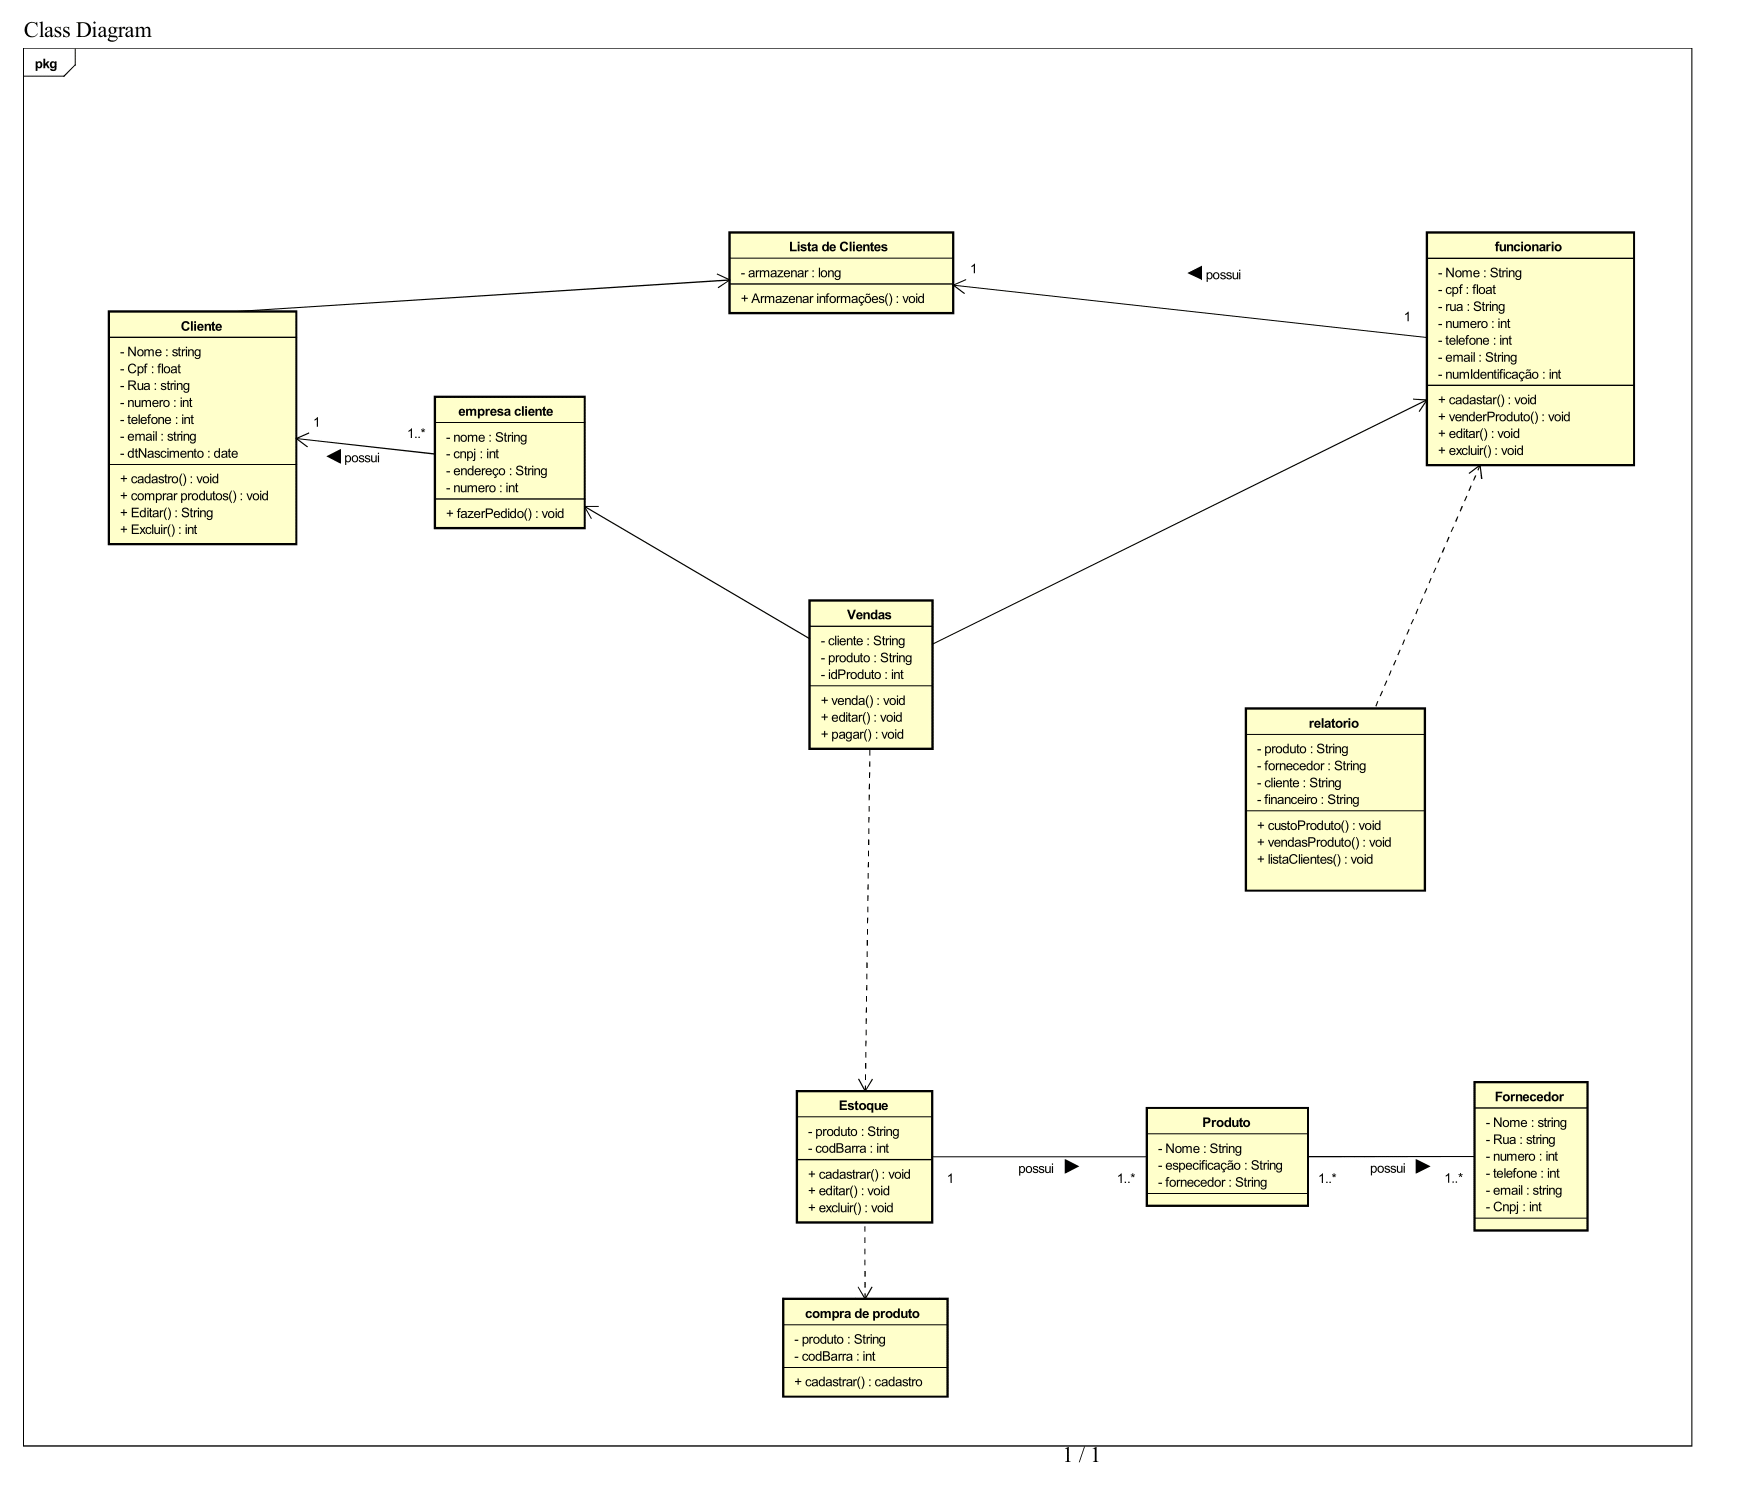 Class Diagram
pkg
Lista de Clientes
- armazenar : long
+ Armazenar informações() : void
1
possui
1
funcionario
- Nome : String
- cpf : float
- rua : String
- numero : int
- telefone : int
- email : String
- numIdentificação : int
+ cadastar() : void
+ venderProduto() : void
+ editar() : void
+ excluir() : void
Cliente
- Nome : string
- Cpf : float
- Rua : string
- numero : int
- telefone : int
- email : string
- dtNascimento : date
+ cadastro() : void
+ comprar produtos() : void
+ Editar() : String
+ Excluir() : int
1
1..*
possui
empresa cliente
- nome : String
- cnpj : int
- endereço : String
- numero : int
+ fazerPedido() : void
Vendas
- cliente : String
- produto : String
- idProduto : int
+ venda() : void
+ editar() : void
+ pagar() : void
relatorio
- produto : String
- fornecedor : String
- cliente : String
- financeiro : String
+ custoProduto() : void
+ vendasProduto() : void
+ listaClientes() : void
Estoque
- produto : String
- codBarra : int
+ cadastrar() : void
+ editar() : void
+ excluir() : void
1
possui
1..*
Produto
- Nome : String
- especificação : String
- fornecedor : String
1..*
possui
1..*
Fornecedor
- Nome : string
- Rua : string
- numero : int
- telefone : int
- email : string
- Cnpj : int
compra de produto
- produto : String
- codBarra : int
+ cadastrar() : cadastro
1 / 1